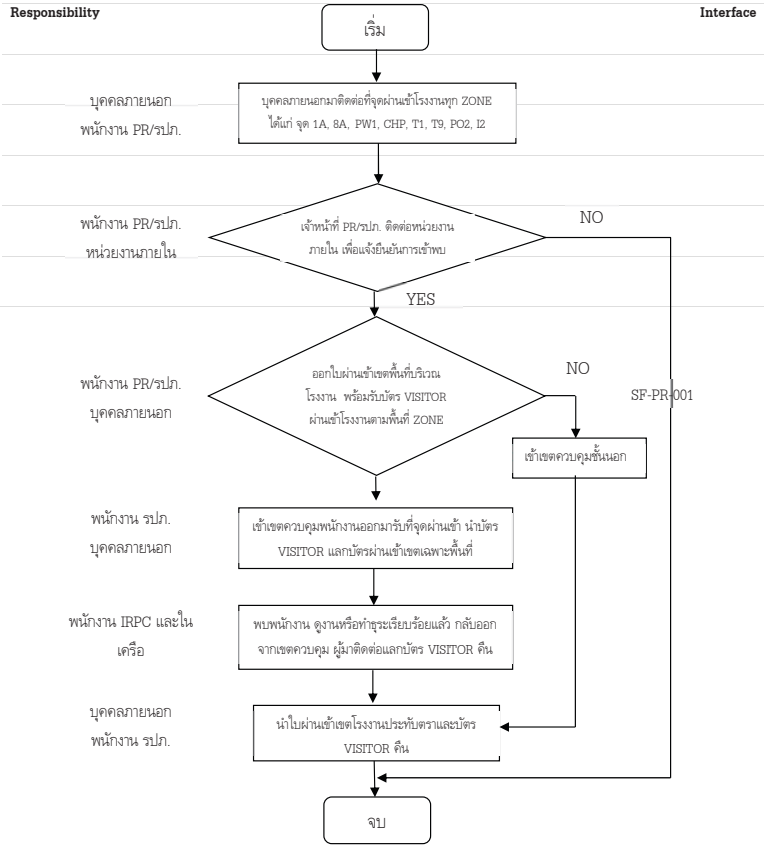 Responsibility
Interface
เริ่ม
บุคคลภายนอก
พนักงาน PR/รปภ.
บุคคลภายนอกมาติดต่อที่จุดผ่านเข้าโรงงานทุก ZONE
ได้แก่ จุด 1A, 8A, PW1, CHP, T1, T9, PO2, I2
พนักงาน PR/รปภ.
หน่วยงานภายใน
เจ้าหน้าที่ PR/รปภ. ติดต่อหน่วยงาน
ภายใน เพื่อแจ้งยืนยันการเข้าพบ
NO
YES
พนักงาน PR/รปภ.
บุคคลภายนอก
ออกใบผ่านเข้าเขตพื้นที่บริเวณ
โรงงาน พร้อมรับบัตร VISITOR
ผ่านเข้าโรงงานตามพื้นที่ ZONE
NO
SF-PR-001
เข้าเขตควบคุมชั้นนอก
พนักงาน รปภ.
บุคคลภายนอก
เข้าเขตควบคุมพนักงานออกมารับที่จุดผ่านเข้า นำบัตร
VISITOR แลกบัตรผ่านเข้าเขตเฉพาะพื้นที่
พนักงาน IRPC และใน
เครือ
พบพนักงาน ดูงานหรือทำธุระเรียบร้อยแล้ว กลับออก
จากเขตควบคุม ผู้มาติดต่อแลกบัตร VISITOR คืน
บุคคลภายนอก
พนักงาน รปภ.
นำใบผ่านเข้าเขตโรงงานประทับตราและบัตร
VISITOR คืน
จบ